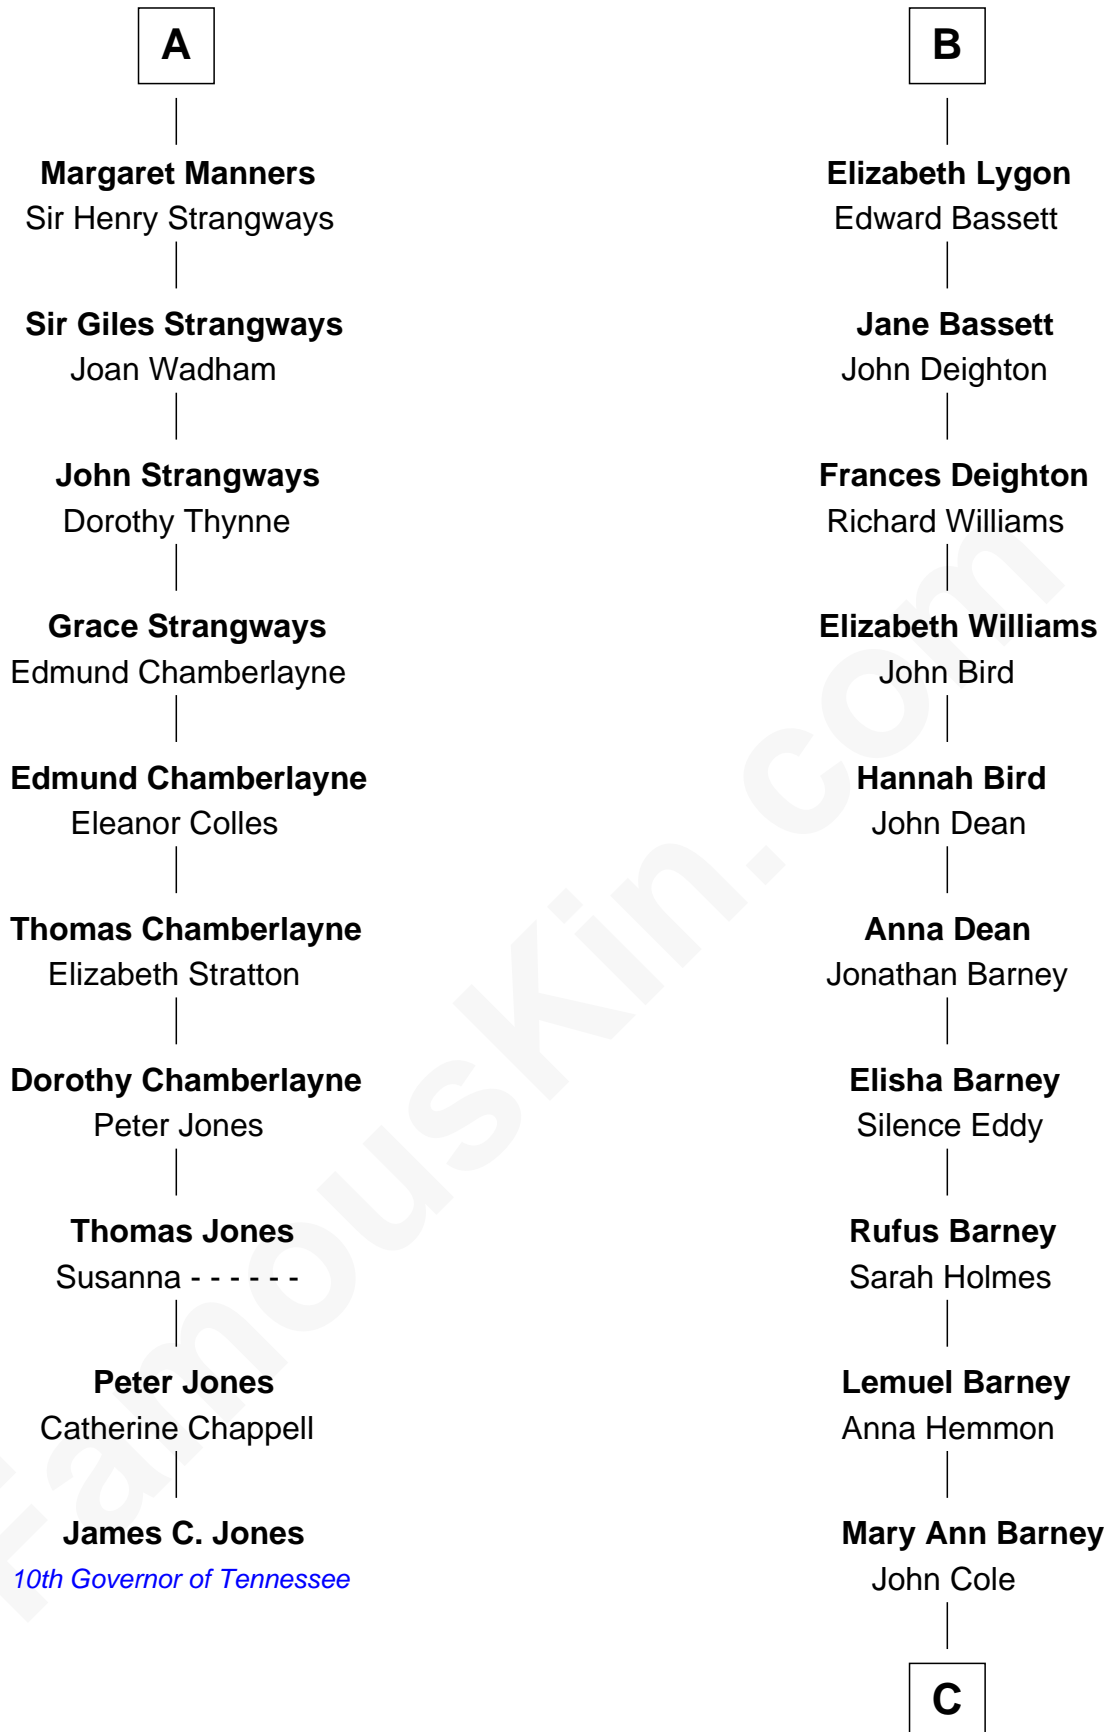 A
Margaret Manners
Sir Henry Strangways
Sir Giles Strangways
Joan Wadham
John Strangways
Dorothy Thynne
Grace Strangways
Edmund Chamberlayne
Edmund Chamberlayne
Eleanor Colles
Thomas Chamberlayne
Elizabeth Stratton
Dorothy Chamberlayne
Peter Jones
Thomas Jones
Susanna - - - - - -
Peter Jones
Catherine Chappell
James C. Jones
10th Governor of Tennessee
B
Elizabeth Lygon
Edward Bassett
Jane Bassett
John Deighton
Frances Deighton
Richard Williams
Elizabeth Williams
John Bird
Hannah Bird
John Dean
Anna Dean
Jonathan Barney
Elisha Barney
Silence Eddy
Rufus Barney
Sarah Holmes
Lemuel Barney
Anna Hemmon
Mary Ann Barney
John Cole
C
FamousKin.com